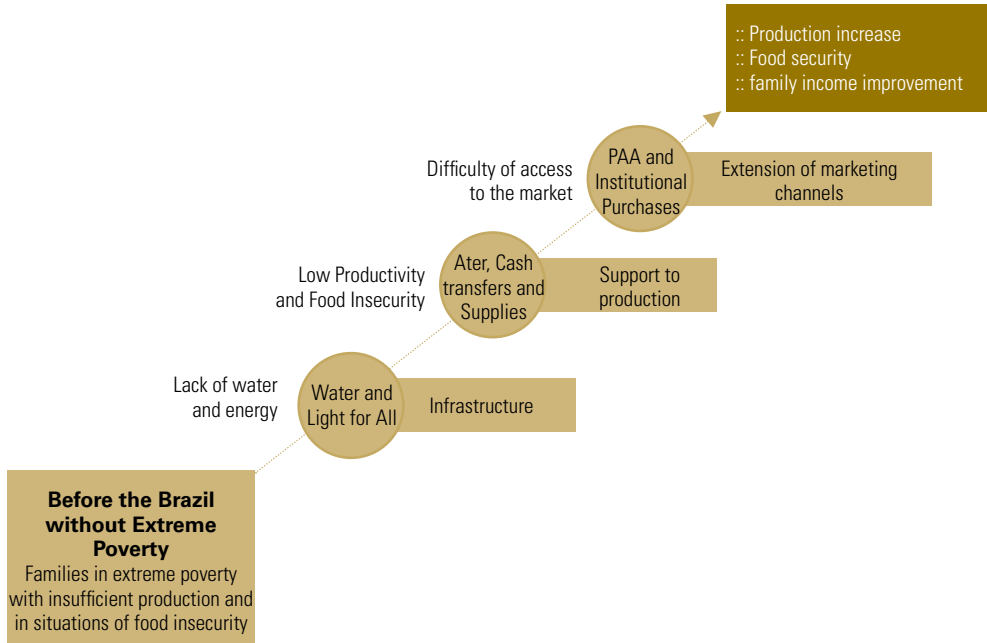 :: Production increase
:: Food security
:: family income improvement
Difficulty of access
to the market
PAA and
Institutional
Purchases
Extension of marketing
channels
Low Productivity
and Food Insecurity
Ater, Cash
transfers and
Supplies
Support to
production
Lack of water
and energy
Water and
Light for All
Infrastructure
Before the Brazil
without Extreme
Poverty
Families in extreme poverty
with insufficient production and
in situations of food insecurity